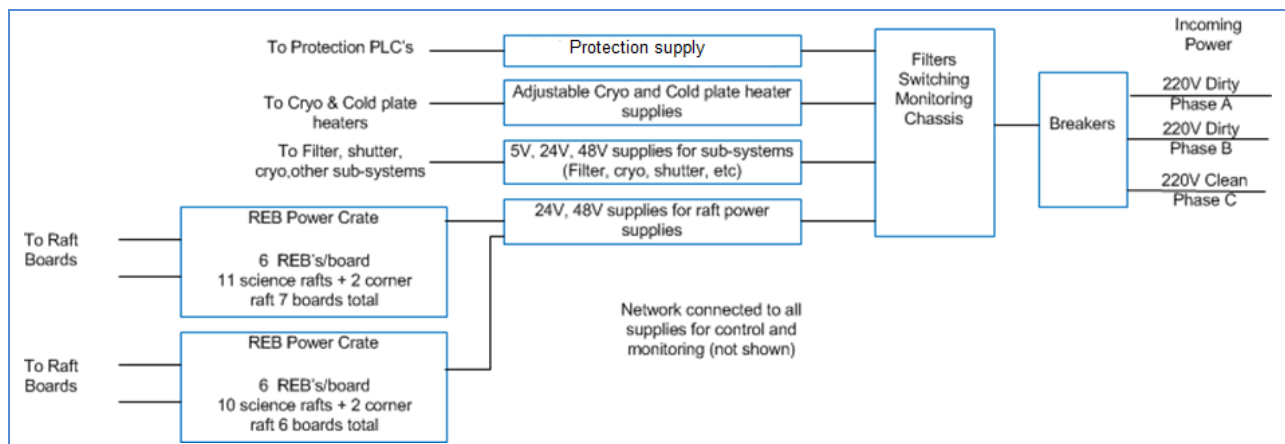 To Protection PLC's
Protection supply
To Cryo & Cold plate
heaters
Adjustable Cryo and Cold plate heater
supplies
To Filter, shutter,
cryo,other sub-systems
5V, 24V, 48V supplies for sub-systems
(Filter, cryo, shutter, etc)
24V, 48V supplies for raft power
supplies
To Raft
Boards
REB Power Crate
6 REB's/board
11 science rafts + 2 corner
raft 7 boards total
To Raft
Boards
REB Power Crate
6 REB's/board
10 science rafts + 2 corner
raft 6 boards total
Network connected to all
supplies for control and
monitoring (not shown)
Filters
Switching
Monitoring
Chassis
Breakers
Incoming
Power
220V Dirty
Phase A
220V Dirty
Phase B
220V Clean
Phase C